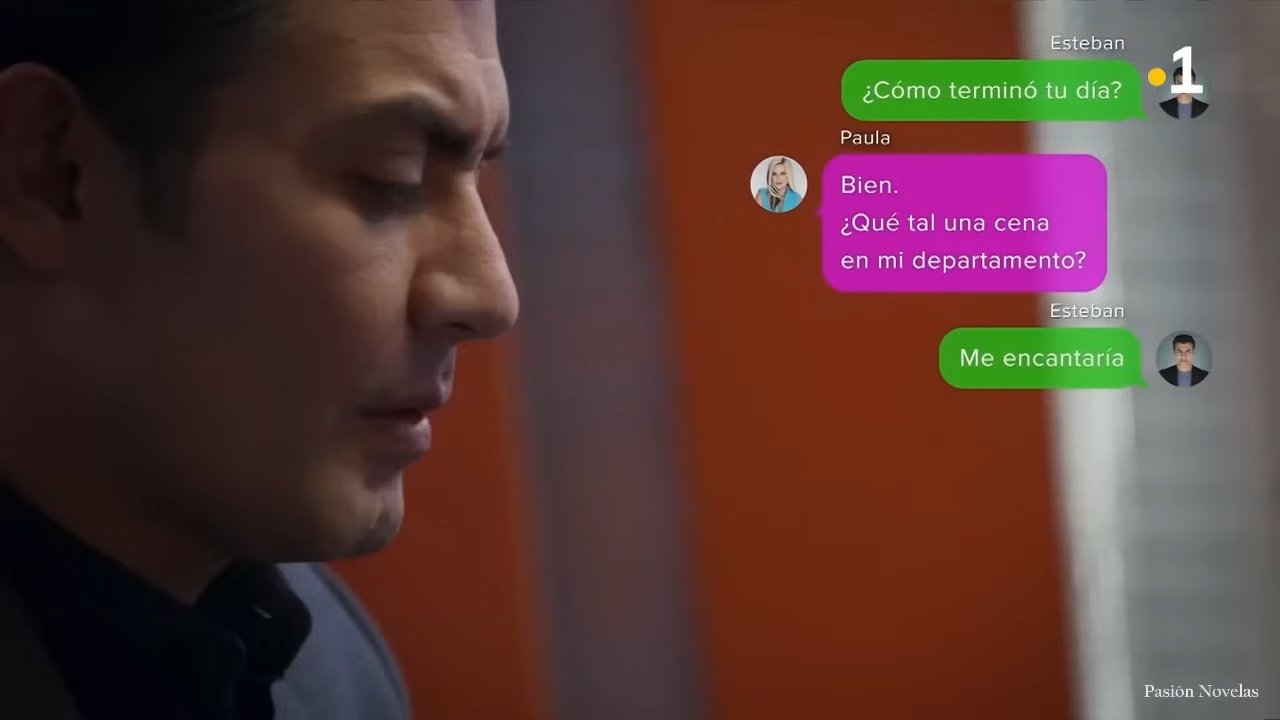 Esteban
¿Cómo terminó tu día?
1
Paula
Bien.
¿Qué tal una cena
en mi departamento?
Esteban
Me encantaría
Pasión Novelas